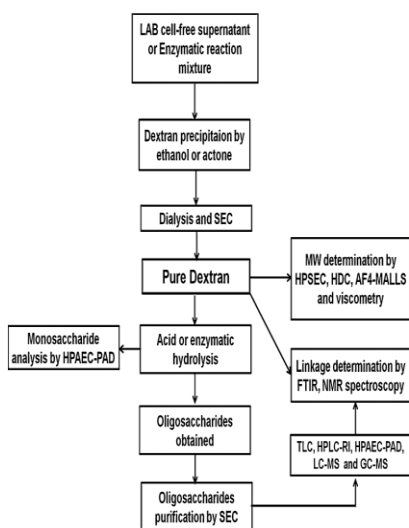 LAB cell-free supernatant
or Enzymatic reaction
mixture
Dextran precipitaion by
ethanol or actone
Dialysis and SEC
Pure Dextran
MW determination by
HPSEC, HDC, AF4-MALLS
and viscometry
Monosaccharide
analysis by HPAEC-PAD
Acid or enzymatic
hydrolysis
Linkage determination by
FTIR, NMR spectroscopy
Oligosaccharides
obtained
TLC, HPLC-RI, HPAEC-PAD,
LC-MS and GC-MS
Oligosaccharides
purification by SEC